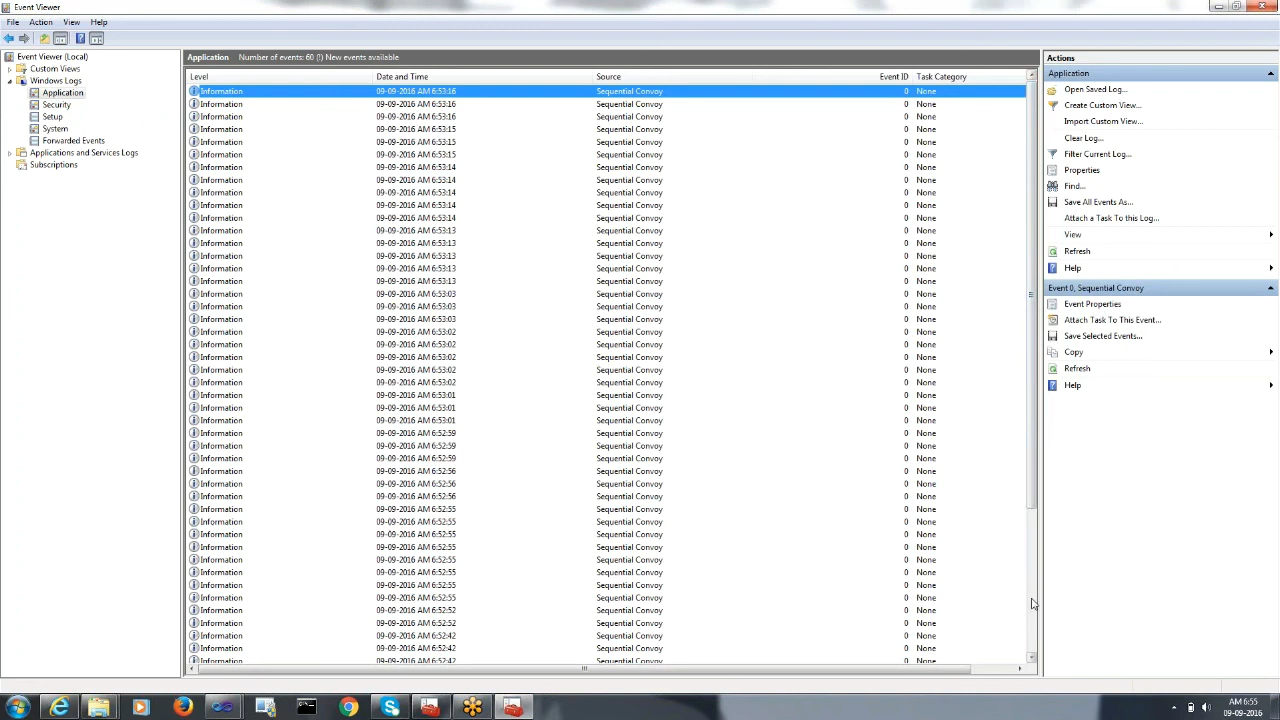 Event Viewer
File Action View Help
Event Viewer (Local)
Custom Views
Windows Logs
Application
Security
Setup
System
Forwarded Events
Applications and Services Logs
Subscriptions
Application Number of events: 60 (!) New events available
Level Date and Time Source Event ID Task Category
Information 09-09-2016 AM 6:53:16 Sequential Convoy 0 None
Information 09-09-2016 AM 6:53:16 Sequential Convoy 0 None
Information 09-09-2016 AM 6:53:16 Sequential Convoy 0 None
Information 09-09-2016 AM 6:53:15 Sequential Convoy 0 None
Information 09-09-2016 AM 6:53:15 Sequential Convoy 0 None
Information 09-09-2016 AM 6:53:15 Sequential Convoy 0 None
Information 09-09-2016 AM 6:53:14 Sequential Convoy 0 None
Information 09-09-2016 AM 6:53:14 Sequential Convoy 0 None
Information 09-09-2016 AM 6:53:14 Sequential Convoy 0 None
Information 09-09-2016 AM 6:53:14 Sequential Convoy 0 None
Information 09-09-2016 AM 6:53:14 Sequential Convoy 0 None
Information 09-09-2016 AM 6:53:13 Sequential Convoy 0 None
Information 09-09-2016 AM 6:53:13 Sequential Convoy 0 None
Information 09-09-2016 AM 6:53:13 Sequential Convoy 0 None
Information 09-09-2016 AM 6:53:13 Sequential Convoy 0 None
Information 09-09-2016 AM 6:53:13 Sequential Convoy 0 None
Information 09-09-2016 AM 6:53:03 Sequential Convoy 0 None
Information 09-09-2016 AM 6:53:03 Sequential Convoy 0 None
Information 09-09-2016 AM 6:53:03 Sequential Convoy 0 None
Information 09-09-2016 AM 6:53:02 Sequential Convoy 0 None
Information 09-09-2016 AM 6:53:02 Sequential Convoy 0 None
Information 09-09-2016 AM 6:53:02 Sequential Convoy 0 None
Information 09-09-2016 AM 6:53:02 Sequential Convoy 0 None
Information 09-09-2016 AM 6:53:02 Sequential Convoy 0 None
Information 09-09-2016 AM 6:53:01 Sequential Convoy 0 None
Information 09-09-2016 AM 6:53:01 Sequential Convoy 0 None
Information 09-09-2016 AM 6:53:01 Sequential Convoy 0 None
Information 09-09-2016 AM 6:52:59 Sequential Convoy 0 None
Information 09-09-2016 AM 6:52:59 Sequential Convoy 0 None
Information 09-09-2016 AM 6:52:59 Sequential Convoy 0 None
Information 09-09-2016 AM 6:52:56 Sequential Convoy 0 None
Information 09-09-2016 AM 6:52:56 Sequential Convoy 0 None
Information 09-09-2016 AM 6:52:56 Sequential Convoy 0 None
Information 09-09-2016 AM 6:52:55 Sequential Convoy 0 None
Information 09-09-2016 AM 6:52:55 Sequential Convoy 0 None
Information 09-09-2016 AM 6:52:55 Sequential Convoy 0 None
Information 09-09-2016 AM 6:52:55 Sequential Convoy 0 None
Information 09-09-2016 AM 6:52:55 Sequential Convoy 0 None
Information 09-09-2016 AM 6:52:55 Sequential Convoy 0 None
Information 09-09-2016 AM 6:52:55 Sequential Convoy 0 None
Information 09-09-2016 AM 6:52:55 Sequential Convoy 0 None
Information 09-09-2016 AM 6:52:52 Sequential Convoy 0 None
Information 09-09-2016 AM 6:52:52 Sequential Convoy 0 None
Information 09-09-2016 AM 6:52:42 Sequential Convoy 0 None
Information 09-09-2016 AM 6:52:42 Sequential Convoy 0 None
Information 09-09-2016 AM 6:52:42 Sequential Convoy 0 None
Actions
Application
Open Saved Log...
Create Custom View...
Import Custom View...
Clear Log...
Filter Current Log...
Properties
Find...
Save All Events As...
Attach a Task To this Log...
View
Refresh
Help
Event 0, Sequential Convoy
Event Properties
Attach Task To This Event...
Save Selected Events...
Copy
Refresh
Help
AM 6:55
09-09-2016